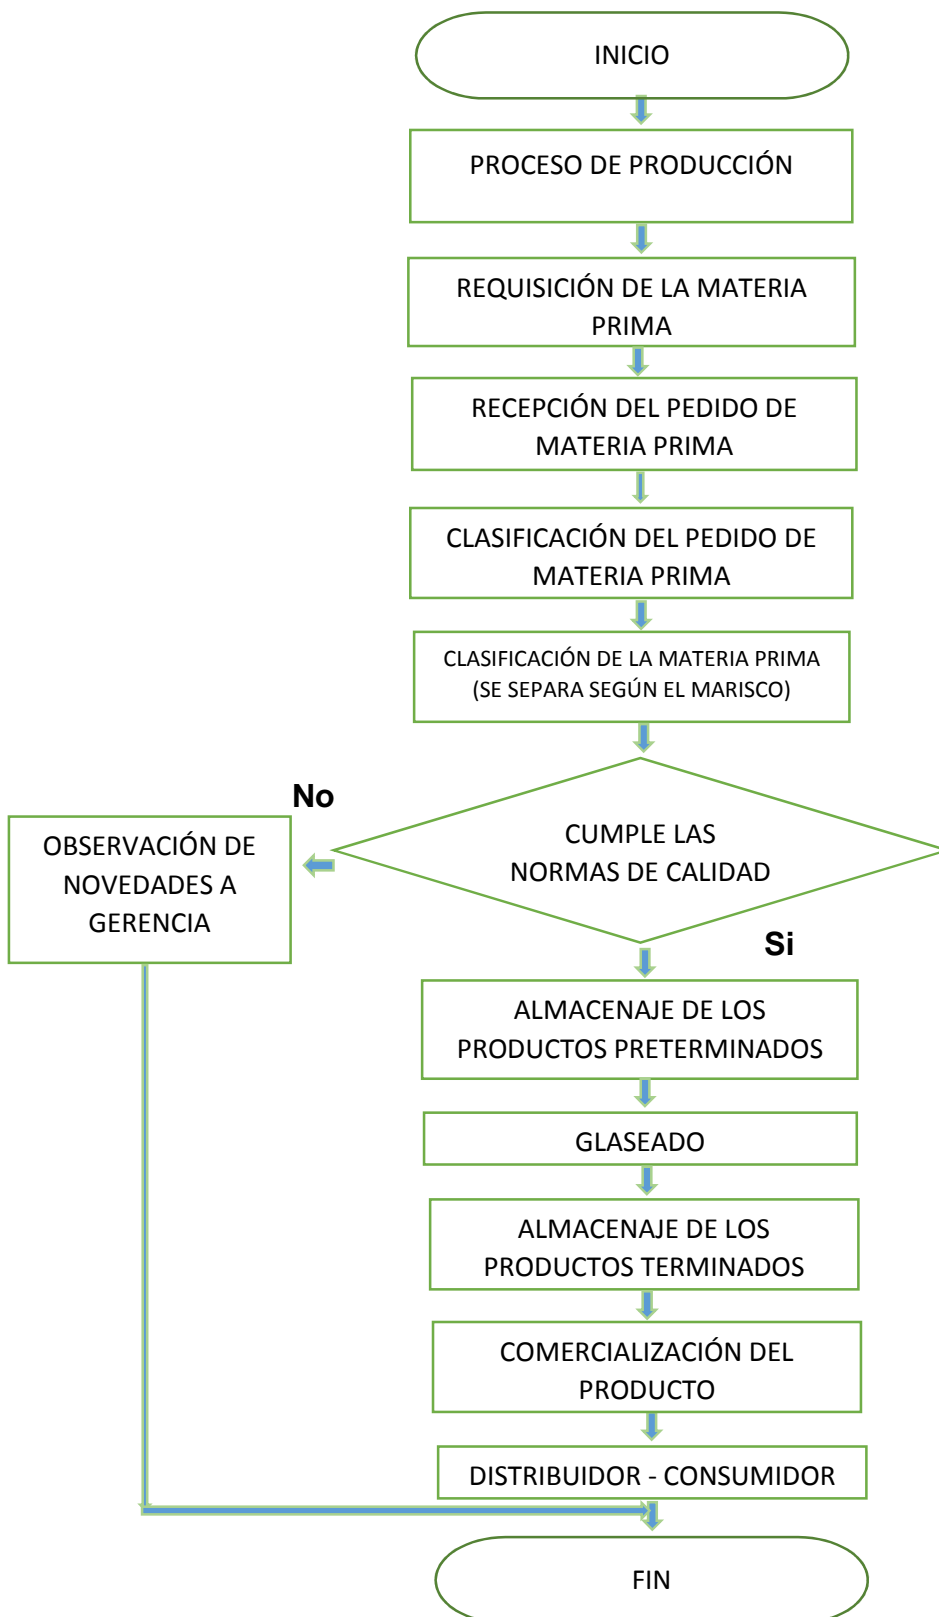 INICIO
PROCESO DE PRODUCCIÓN
REQUISICIÓN DE LA MATERIA
PRIMA
RECEPCIÓN DEL PEDIDO DE
MATERIA PRIMA
CLASIFICACIÓN DEL PEDIDO DE
MATERIA PRIMA
CLASIFICACIÓN DE LA MATERIA PRIMA
(SE SEPARA SEGÚN EL MARISCO)
No
CUMPLE LAS
NORMAS DE CALIDAD
OBSERVACIÓN DE
NOVEDADES A
GERENCIA
Si
ALMACENAJE DE LOS
PRODUCTOS PRETERMINADOS
GLASEADO
ALMACENAJE DE LOS
PRODUCTOS TERMINADOS
COMERCIALIZACIÓN DEL
PRODUCTO
DISTRIBUIDOR - CONSUMIDOR
FIN